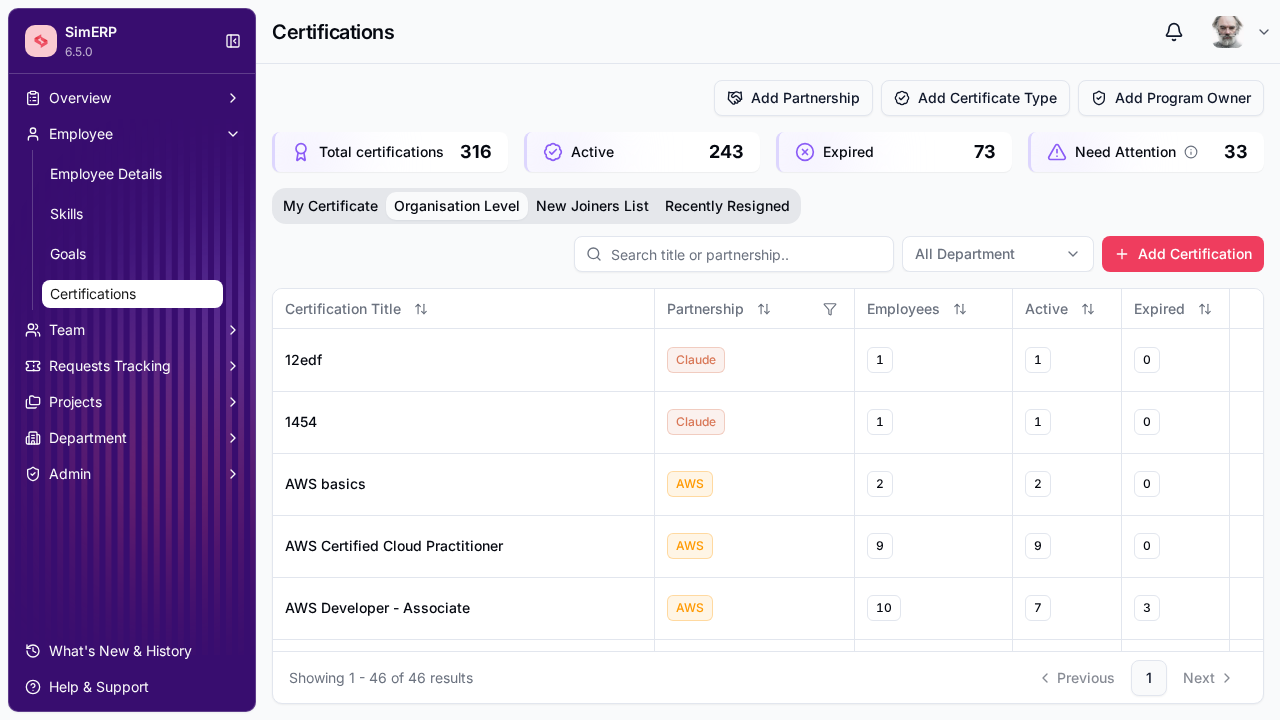 SimERP
6.5.0
Overview
Employee
Employee Details
Skills
Goals
Certifications
Team
Requests Tracking
Projects
Department
Admin
What's New & History
Help & Support
Certifications
Add Partnership
Add Certificate Type
Add Program Owner
Total certifications 316
Active 243
Expired 73
Need Attention 33
My Certificate Organisation Level New Joiners List Recently Resigned
Search title or partnership..
All Department
Add Certification
Certification Title Partnership Employees Active Expired
12edf Claude 1 1 0
1454 Claude 1 1 0
AWS basics AWS 2 2 0
AWS Certified Cloud Practitioner AWS 9 9 0
AWS Developer - Associate AWS 10 7 3
Showing 1 - 46 of 46 results
Previous 1 Next